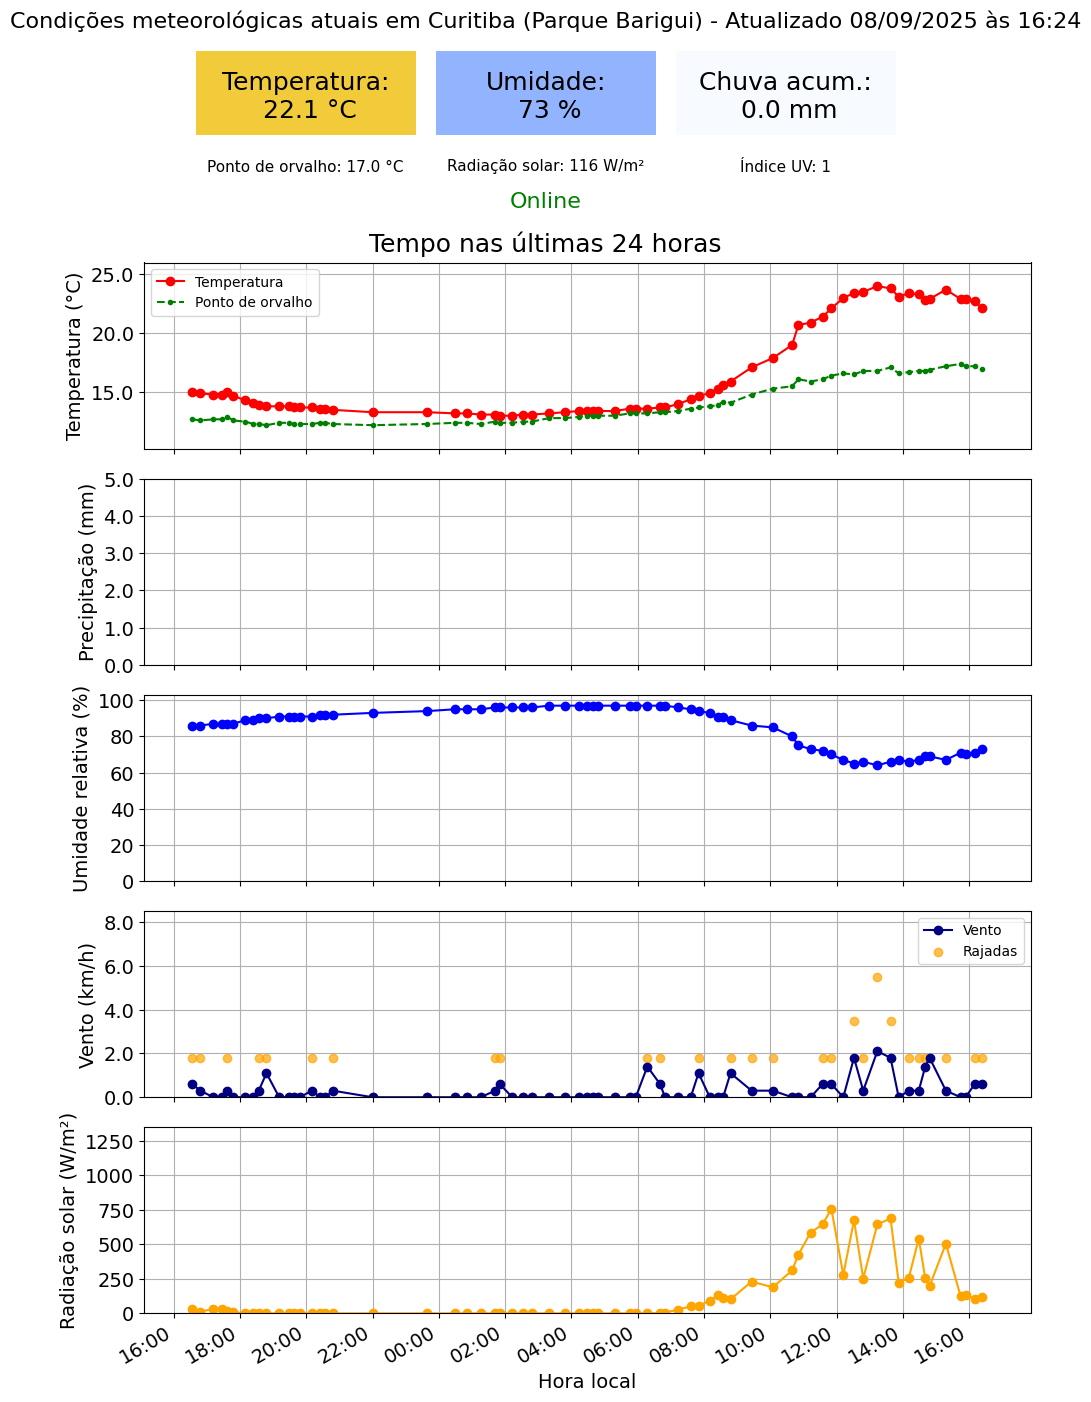 Condições meteorológicas atuais em Curitiba (Parque Barigui) - Atualizado 08/09/2025 às 16:24
Temperatura:
22.1 °C
Umidade:
73 %
Chuva acum.:
0.0 mm
Ponto de orvalho: 17.0 °C
Radiação solar: 116 W/m²
Índice UV: 1
Online
Tempo nas últimas 24 horas
Temperatura (°C)
25.0
20.0
15.0
Temperatura
Ponto de orvalho
Precipitação (mm)
5.0
4.0
3.0
2.0
1.0
0.0
Umidade relativa (%)
100
80
60
40
20
0
Vento (km/h)
8.0
6.0
4.0
2.0
0.0
Vento
Rajadas
Radiação solar (W/m²)
1250
1000
750
500
250
0
16:00 18:00 20:00 22:00 00:00 02:00 04:00 06:00 08:00 10:00 12:00 14:00 16:00
Hora local